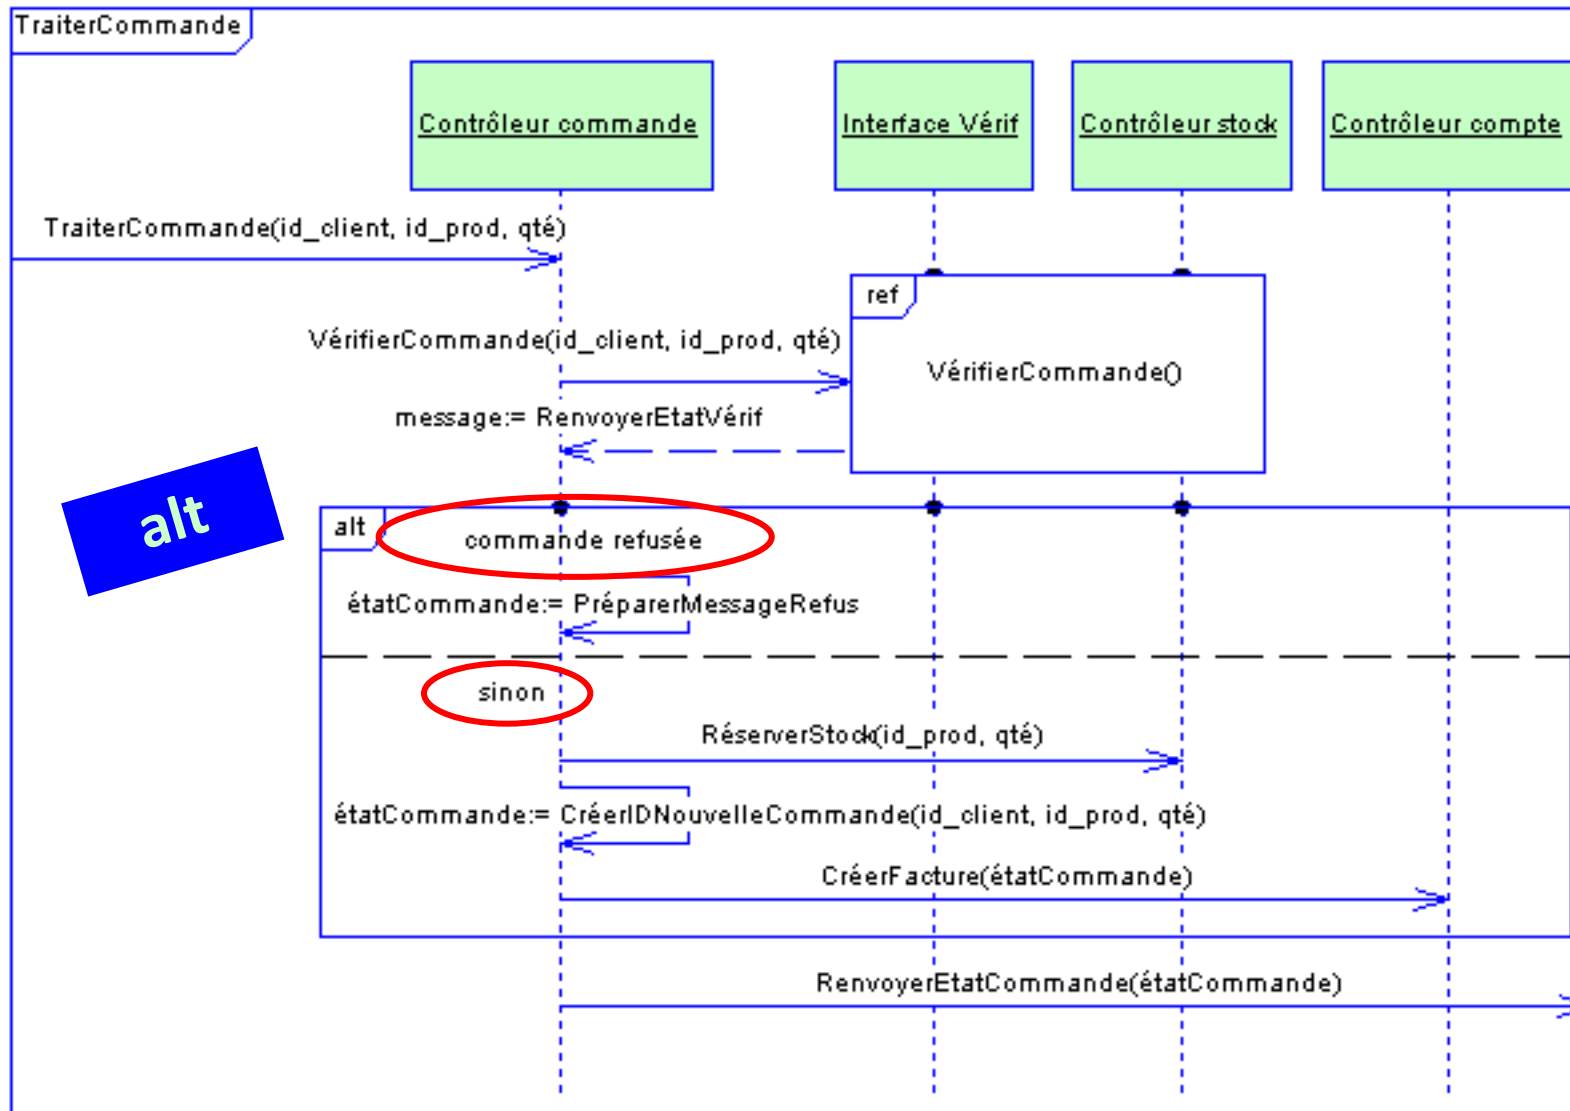 TraiterCommande
Contrôleur commande
Interface Vérif
Contrôleur stock
Contrôleur compte
TraiterCommande(id_client, id_prod, qté)
ref
VérifierCommande(id_client, id_prod, qté)
VérifierCommande()
message:= RenvoyerEtatVérif
alt
alt
commande refusée
étatCommande:= PréparerMessageRefus
sinon
RéserverStock(id_prod, qté)
étatCommande:= CréerIDNouvelleCommande(id_client, id_prod, qté)
CréerFacture(étatCommande)
RenvoyerEtatCommande(étatCommande)